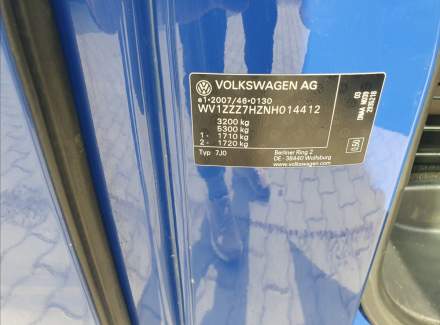 VOLKSWAGEN AG
e1*2007/46*0130
WV1ZZZ7HZNH014412
3200 kg
5300 kg
1- 1710 kg
2- 1720 kg
Typ 7J0
Berliner Ring 2
DE - 38440 Wolfsburg
www.volkswagen.com